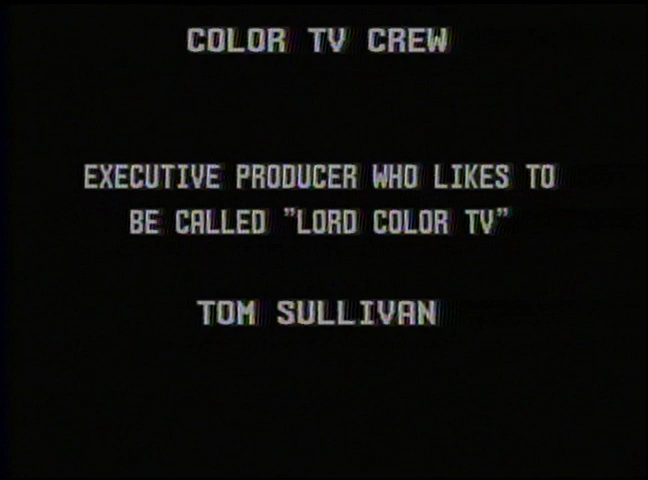 COLOR TV CREW
EXECUTIVE PRODUCER WHO LIKES TO
BE CALLED "LORD COLOR TV"
TOM SULLIVAN